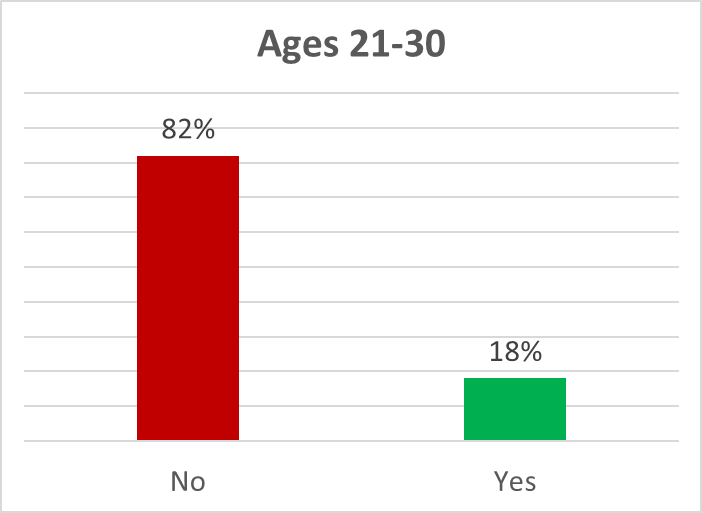 Ages 21-30
82%
18%
No
Yes